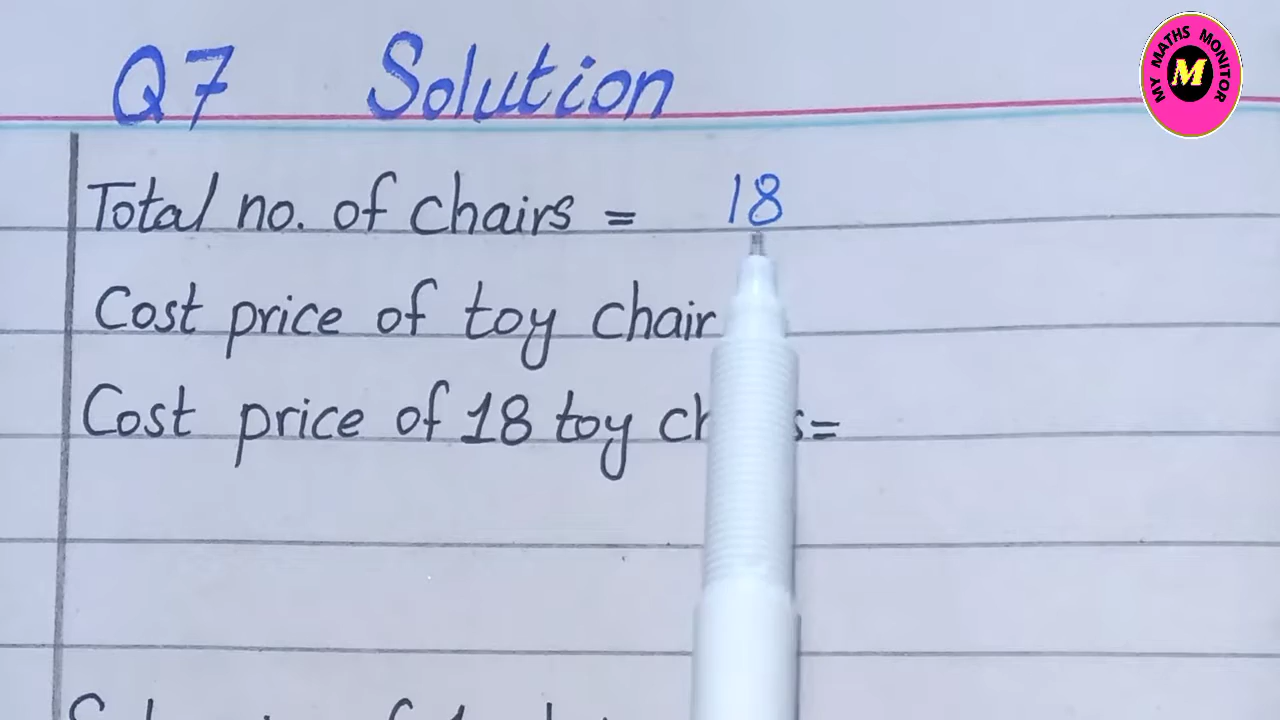 Q7 Solution
MY MATHS MONITOR
M
Total no. of chairs = 18
Cost price of toy chair
Cost price of 18 toy =